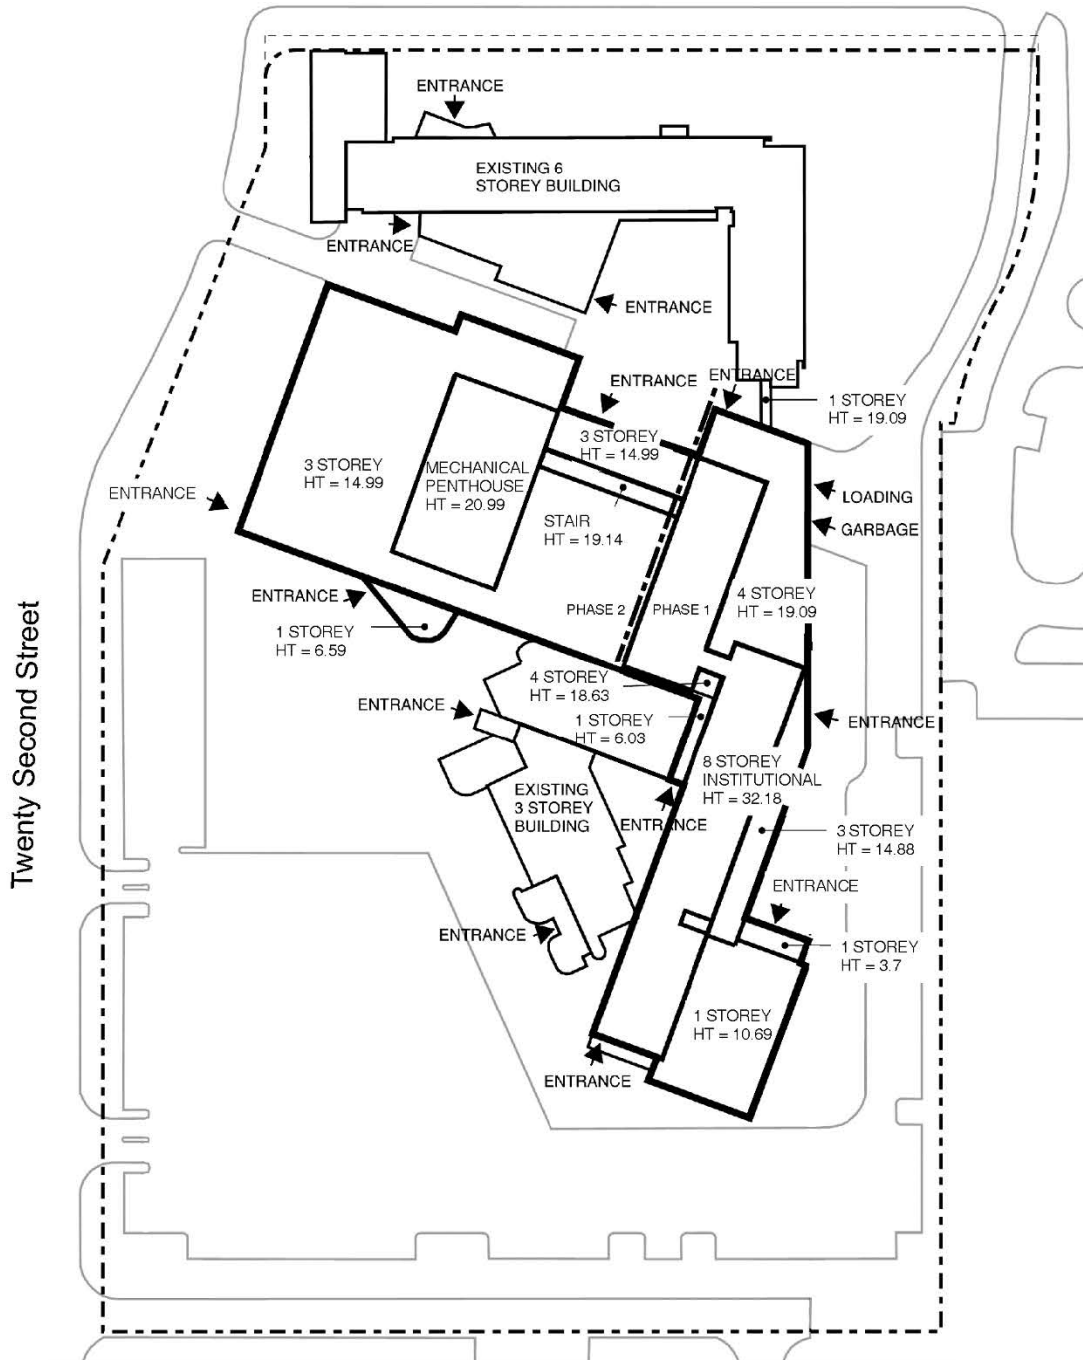 ENTRANCE
EXISTING 6
STOREY BUILDING
ENTRANCE
ENTRANCE
ENTRANCE
ENTRANCE
1 STOREY
HT = 19.09
3 STOREY
HT = 14.99
3 STOREY
HT = 14.99
MECHANICAL
PENTHOUSE
HT = 20.99
ENTRANCE
LOADING
GARBAGE
STAIR
HT = 19.14
4 STOREY
HT = 19.09
ENTRANCE
PHASE 2
PHASE 1
1 STOREY
HT = 6.59
4 STOREY
HT = 18.63
ENTRANCE
1 STOREY
HT = 6.03
ENTRANCE
8 STOREY
INSTITUTIONAL
HT = 32.18
EXISTING
3 STOREY
BUILDING
ENTRANCE
3 STOREY
HT = 14.88
ENTRANCE
ENTRANCE
1 STOREY
HT = 3.7
1 STOREY
HT = 10.69
ENTRANCE
Twenty Second Street